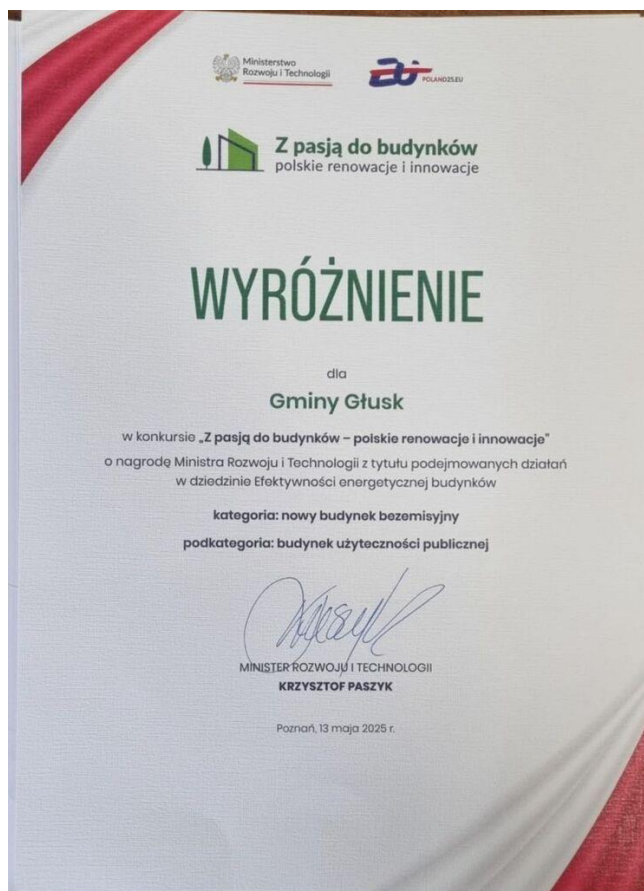 Ministerstwo
Rozwoju i Technologii
POLAND25.EU
Z pasją do budynków
polskie renowacje i innowacje
WYRÓŻNIENIE
dla
Gminy Głusk
w konkursie „Z pasją do budynków – polskie renowacje i innowacje"
o nagrodę Ministra Rozwoju i Technologii z tytułu podejmowanych działań
w dziedzinie Efektywności energetycznej budynków
kategoria: nowy budynek bezemisyjny
podkategoria: budynek użyteczności publicznej
MINISTER ROZWOJU I TECHNOLOGII
KRZYSZTOF PASZYK
Poznań, 13 maja 2025 r.